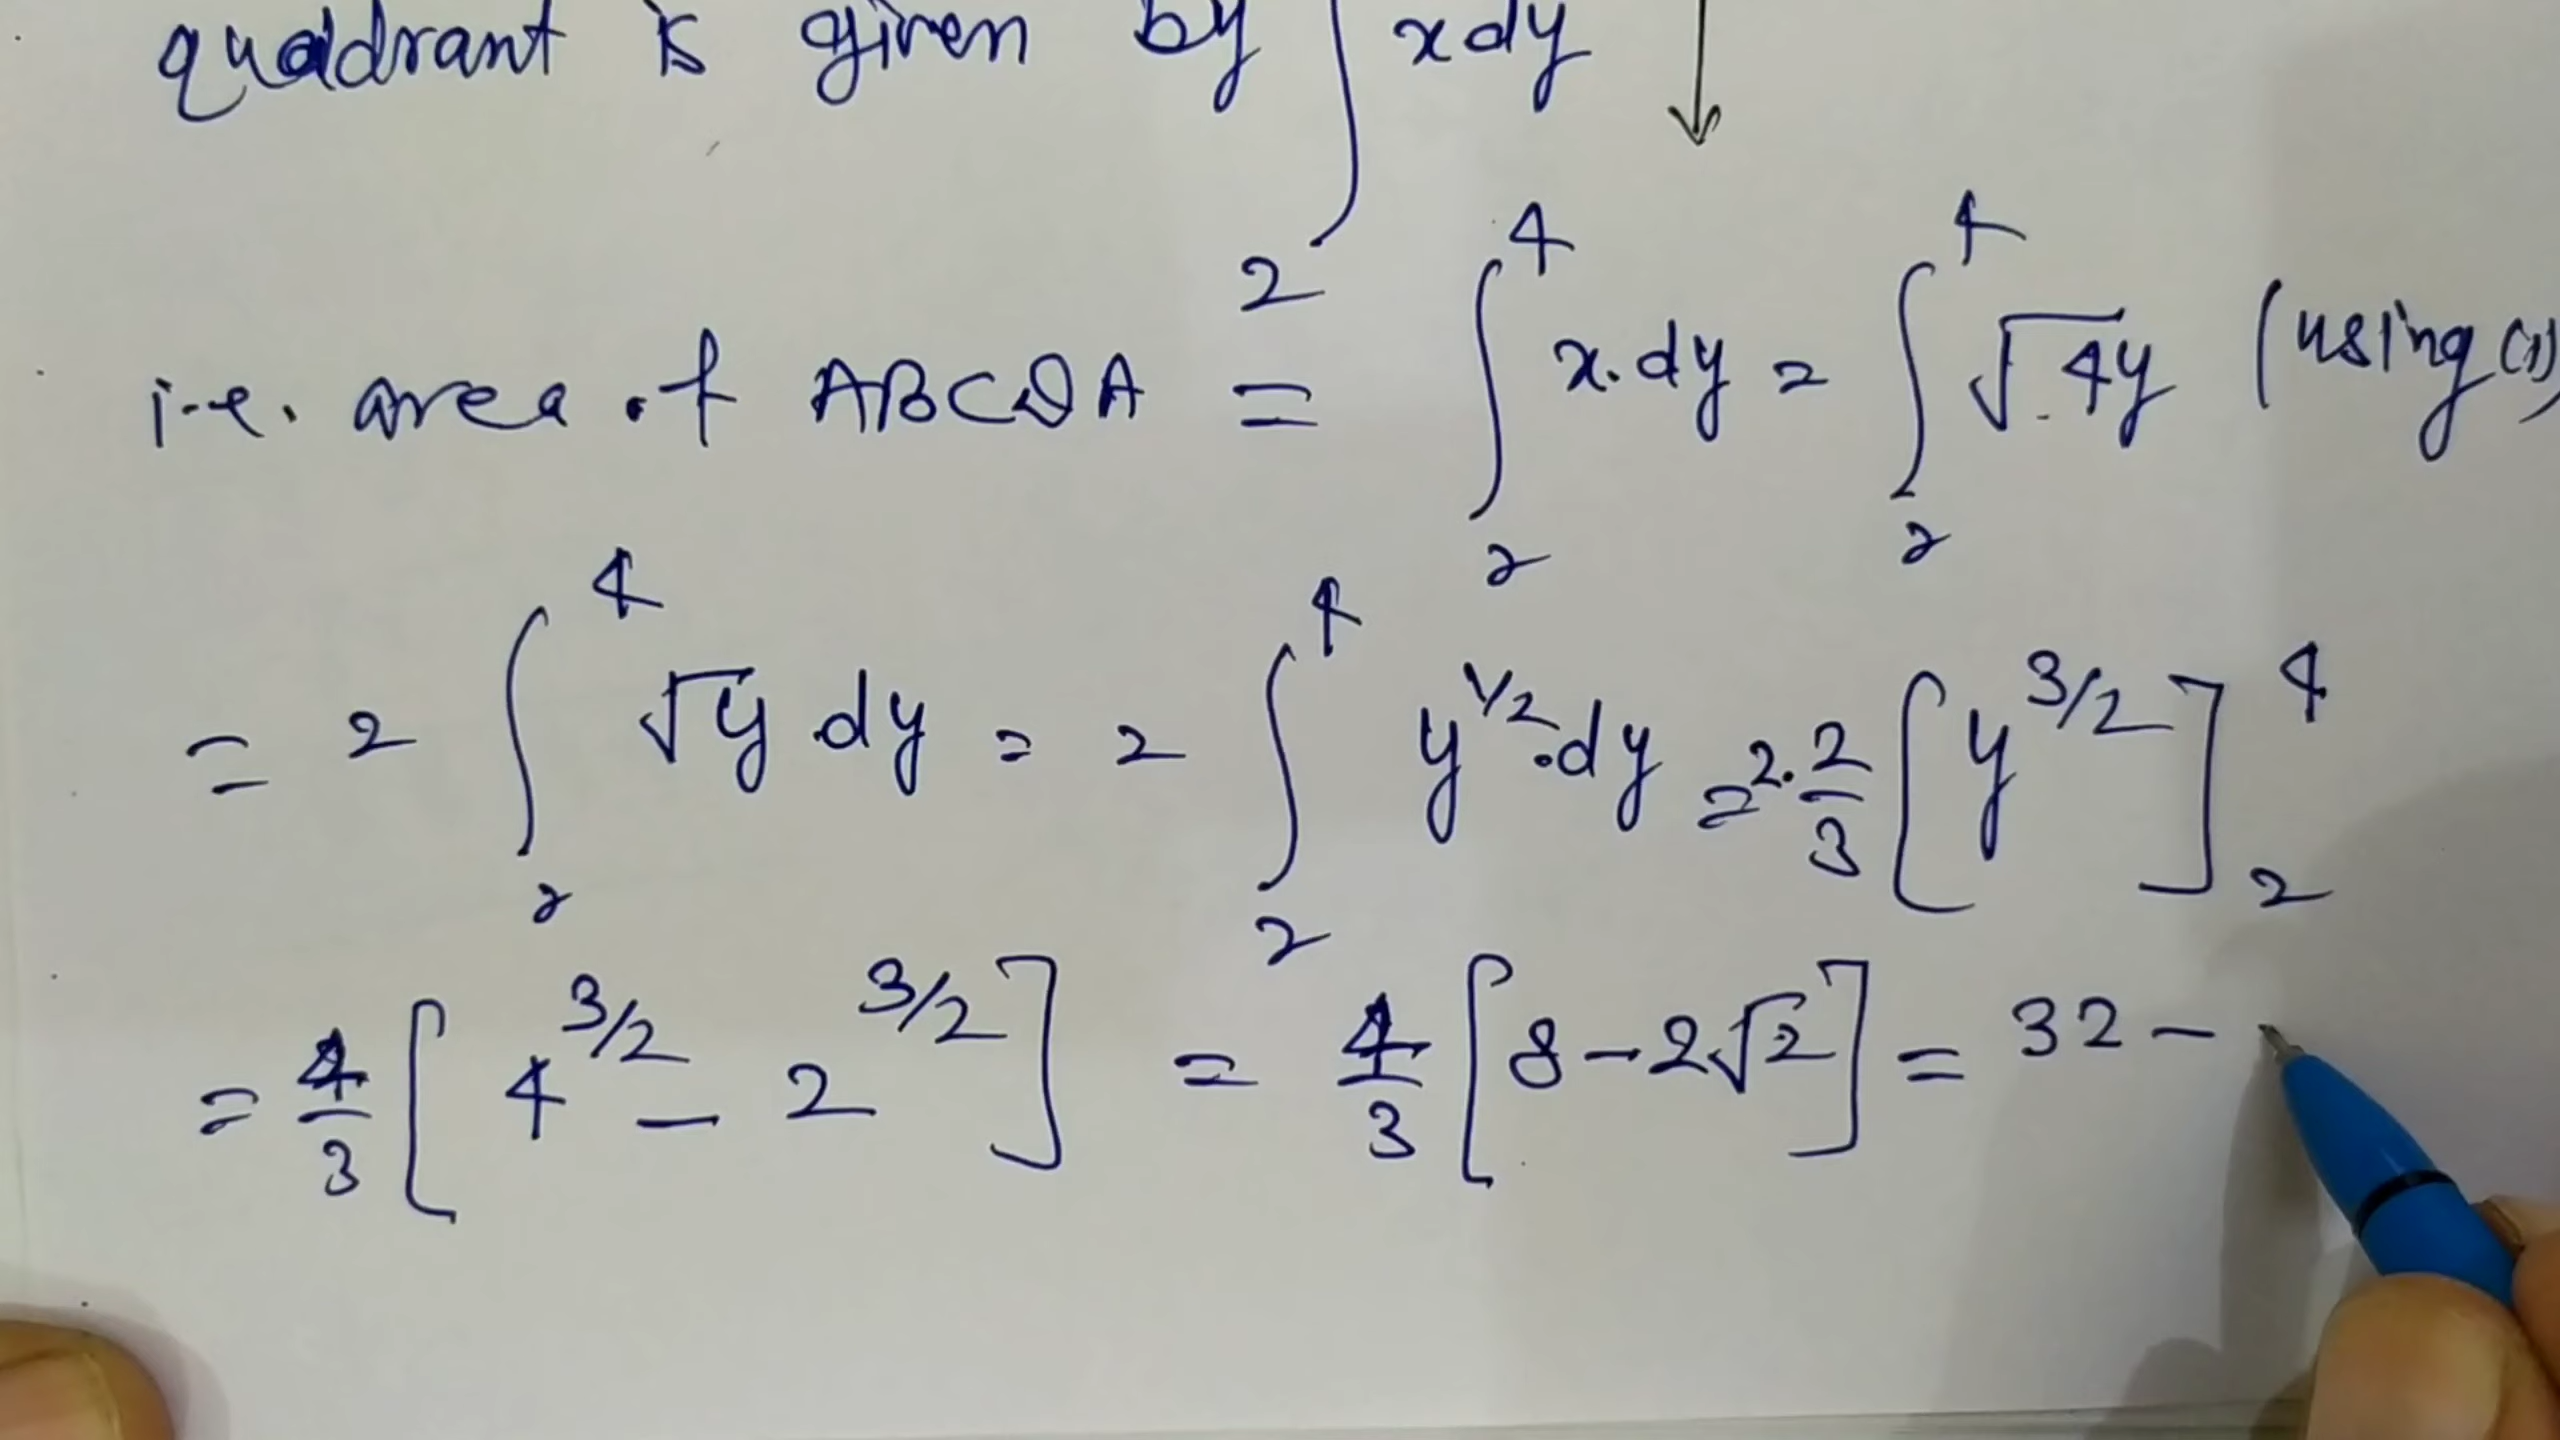 quadrant is given by ∫₂ x dy ↓
i.e. area of ABCDA = ∫₂⁴ x.dy = ∫₂⁴ √4y (using (1)
= 2 ∫₂⁴ √y dy = 2 ∫₂⁴ y^1/2 . dy = 2. 2/3 [y^3/2]₂⁴
= 4/3 [4^3/2 − 2^3/2] = 4/3 [8 − 2√2] = 32 −